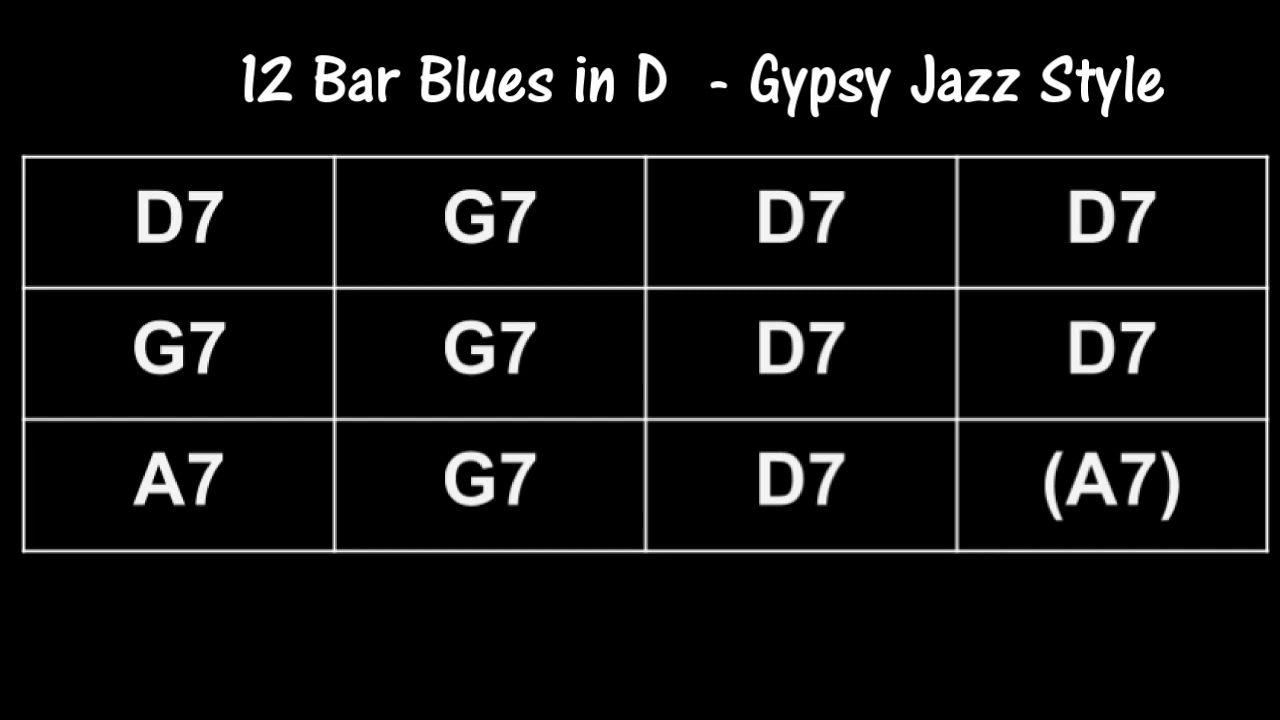 12 Bar Blues in D - Gypsy Jazz Style
D7 G7 D7 D7
G7 G7 D7 D7
A7 G7 D7 (A7)